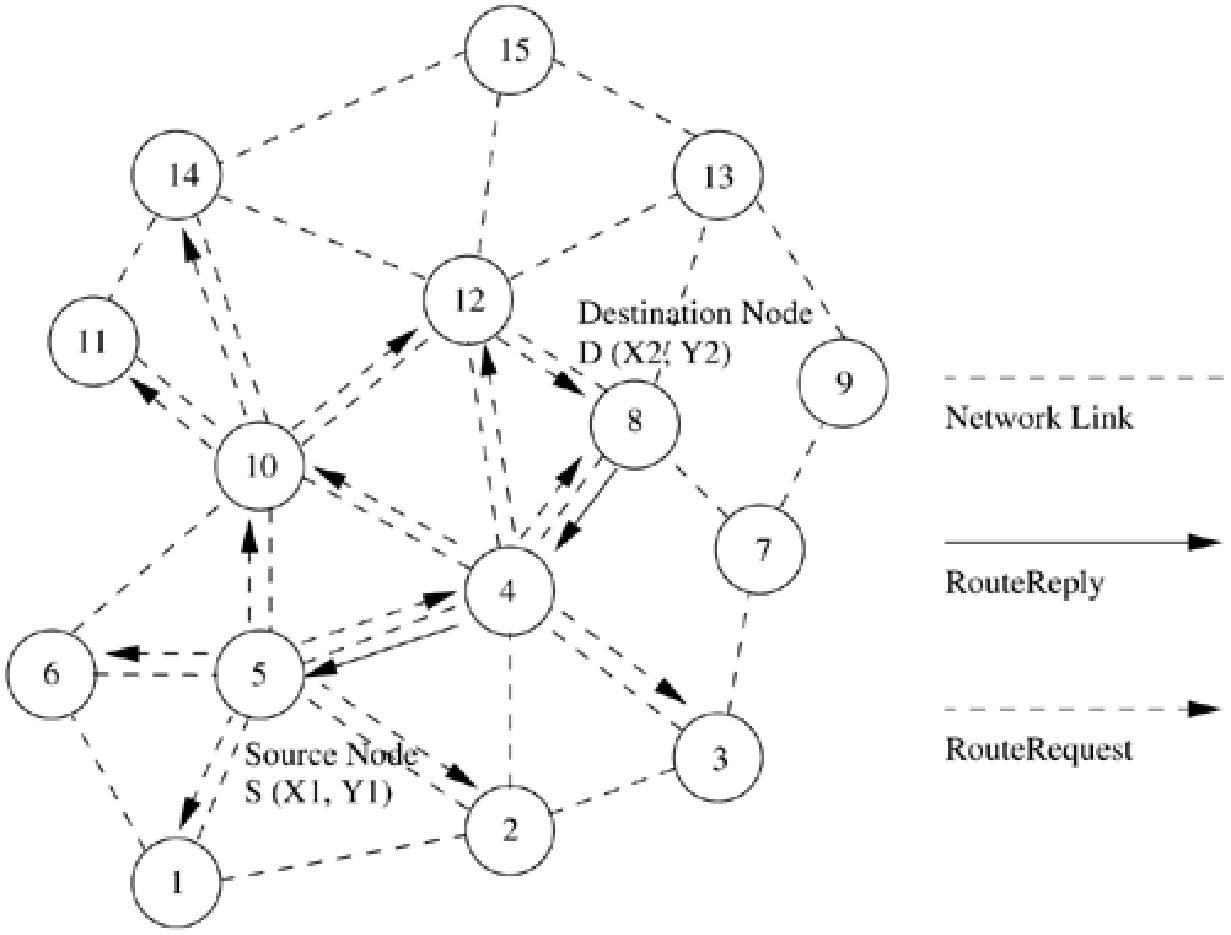 15
14
13
12
Destination Node
D (X2, Y2)
11
9
8
Network Link
10
7
RouteReply
4
6
5
3
RouteRequest
Source Node
S (X1, Y1)
2
1